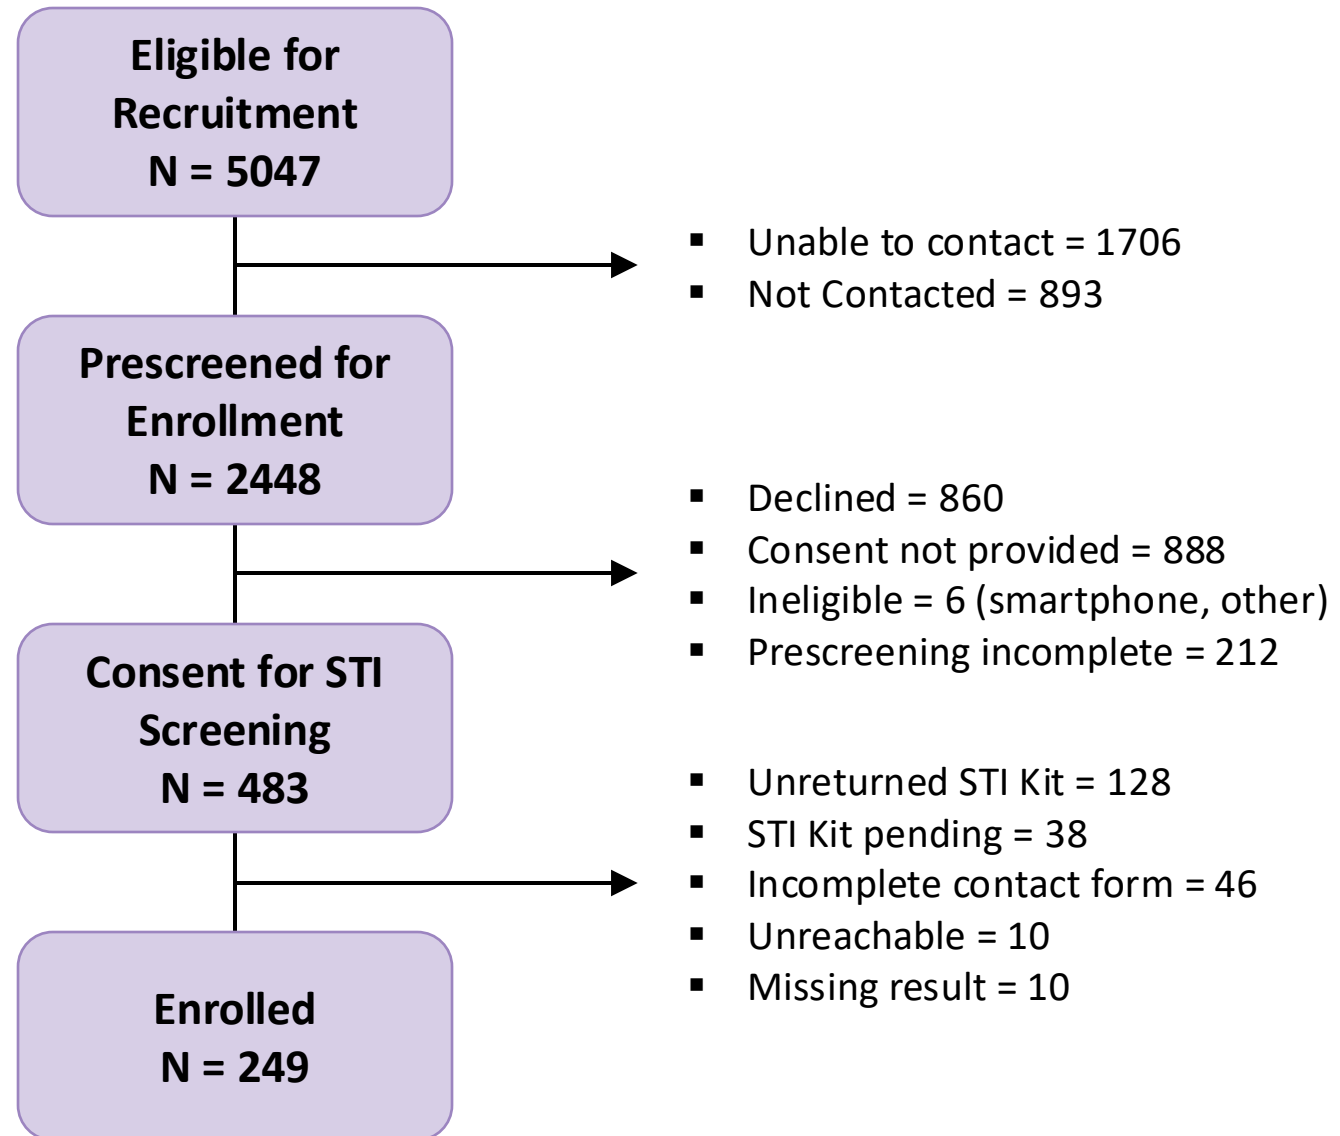 Eligible for
Recruitment
N = 5047
▪ Unable to contact = 1706
▪ Not Contacted = 893
Prescreened for
Enrollment
N = 2448
▪ Declined = 860
▪ Consent not provided = 888
▪ Ineligible = 6 (smartphone, other)
▪ Prescreening incomplete = 212
Consent for STI
Screening
N = 483
▪ Unreturned STI Kit = 128
▪ STI Kit pending = 38
▪ Incomplete contact form = 46
▪ Unreachable = 10
▪ Missing result = 10
Enrolled
N = 249